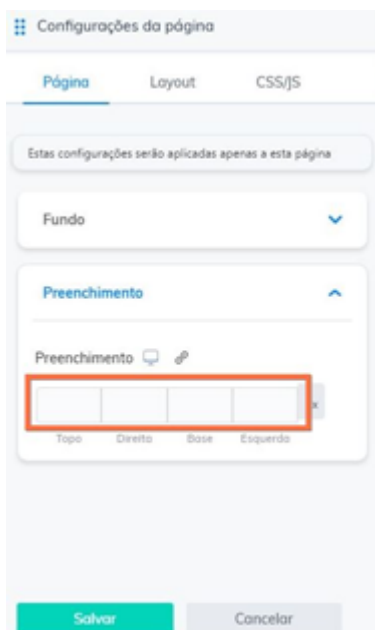 Configurações da página
Página Layout CSS/JS
Estas configurações serão aplicadas apenas a esta página
Fundo
Preenchimento
Preenchimento
x
Topo Direito Base Esquerda
Salvar Cancelar